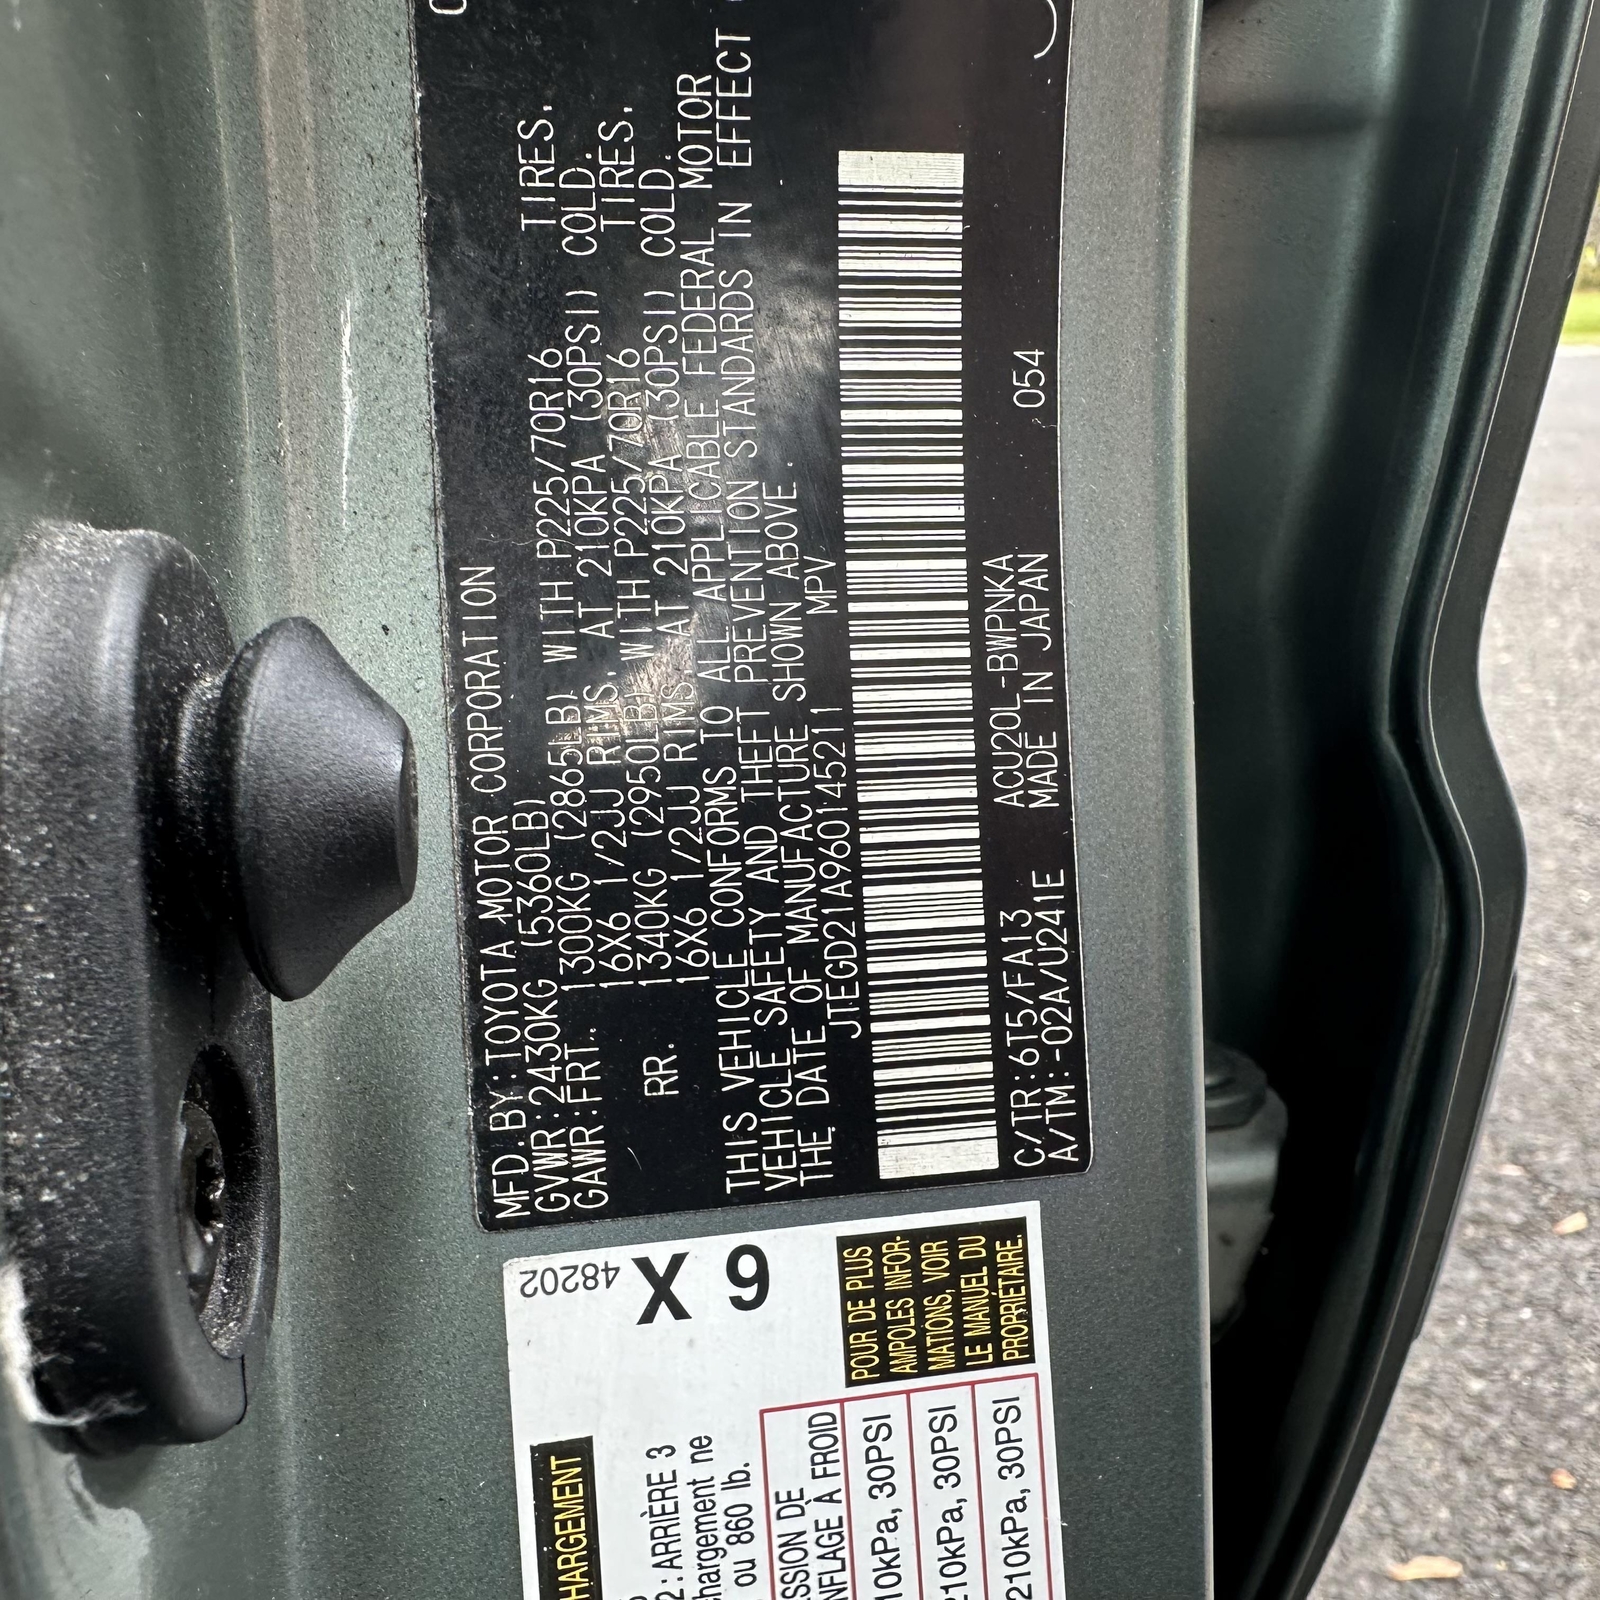 MFD.BY:TOYOTA MOTOR CORPORATION
GVWR:2430KG (5360LB)
GAWR:FRT. 1300KG (2865LB) WITH P225/70R16 TIRES,
16X6 1/2JJ RIMS, AT 210KPA (30PSI) COLD.
RR. 1340KG (2950LB) WITH P225/70R16 TIRES,
16X6 1/2JJ RIMS, AT 210KPA (30PSI) COLD.
THIS VEHICLE CONFORMS TO ALL APPLICABLE FEDERAL MOTOR
VEHICLE SAFETY AND THEFT PREVENTION STANDARDS IN EFFECT
THE DATE OF MANUFACTURE SHOWN ABOVE.
JTEGD21A960145211 MPV
C/TR:6T5/FA13 ACU20L-BWPNKA 054
A/TM:-02A/U241E MADE IN JAPAN
48202
X 6
HARGEMENT
2:ARRIÈRE 3
chargement ne
ou 860 lb.
POUR DE PLUS
AMPOLES INFOR-
MATIONS, VOIR
LE MANUEL DU
PROPRIÉTAIRE.
SSION DE
NFLAGE À FROID
10kPa, 30PSI
210kPa, 30PSI
210kPa, 30PSI